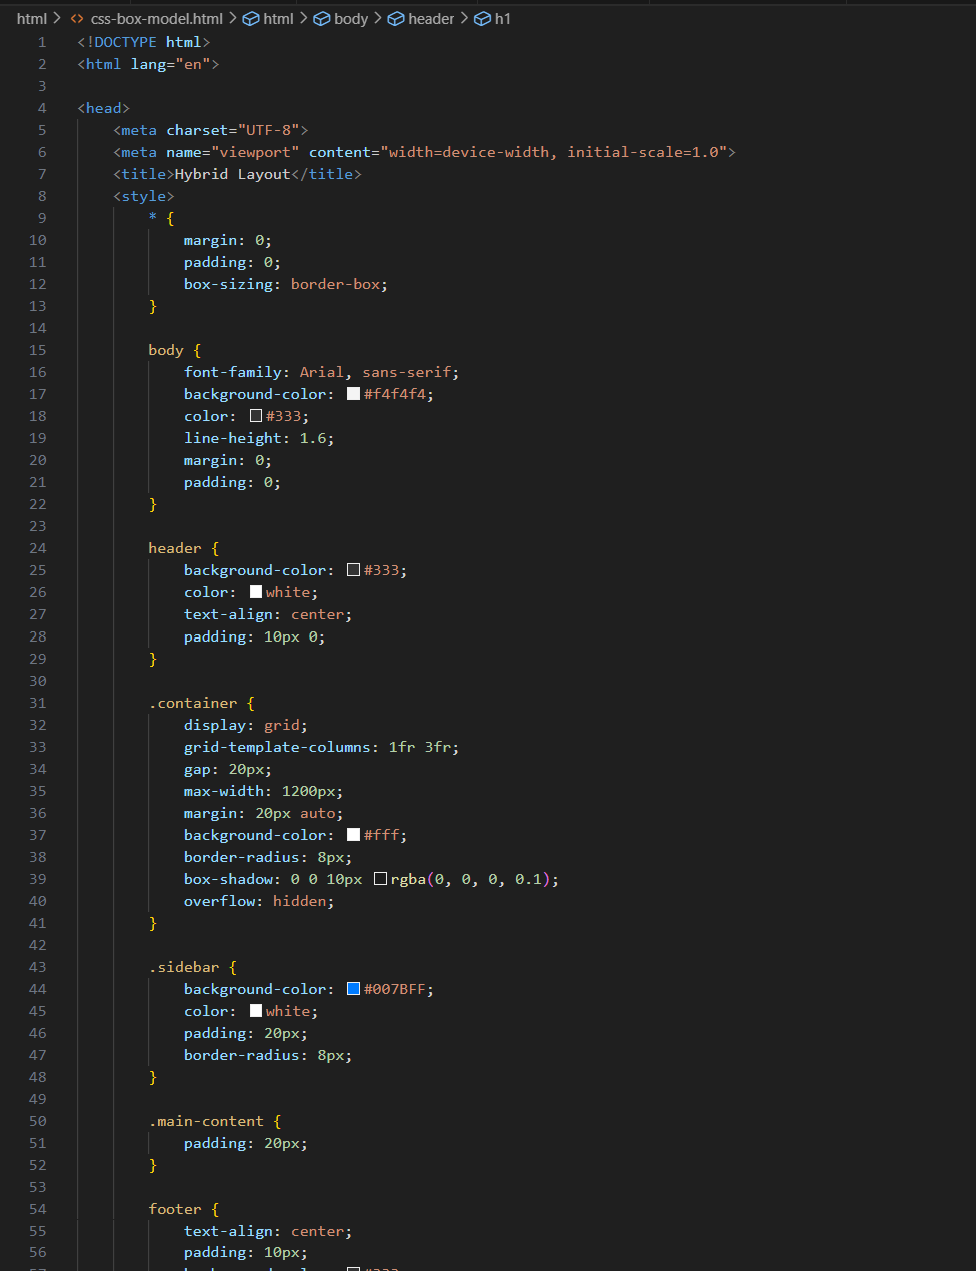 html > css-box-model.html > html > body > header > h1
1 <!DOCTYPE html>
2 <html lang="en">
3
4 <head>
5     <meta charset="UTF-8">
6     <meta name="viewport" content="width=device-width, initial-scale=1.0">
7     <title>Hybrid Layout</title>
8     <style>
9         * {
10             margin: 0;
11             padding: 0;
12             box-sizing: border-box;
13         }
14
15         body {
16             font-family: Arial, sans-serif;
17             background-color: #f4f4f4;
18             color: #333;
19             line-height: 1.6;
20             margin: 0;
21             padding: 0;
22         }
23
24         header {
25             background-color: #333;
26             color: white;
27             text-align: center;
28             padding: 10px 0;
29         }
30
31         .container {
32             display: grid;
33             grid-template-columns: 1fr 3fr;
34             gap: 20px;
35             max-width: 1200px;
36             margin: 20px auto;
37             background-color: #fff;
38             border-radius: 8px;
39             box-shadow: 0 0 10px rgba(0, 0, 0, 0.1);
40             overflow: hidden;
41         }
42
43         .sidebar {
44             background-color: #007BFF;
45             color: white;
46             padding: 20px;
47             border-radius: 8px;
48         }
49
50         .main-content {
51             padding: 20px;
52         }
53
54         footer {
55             text-align: center;
56             padding: 10px;